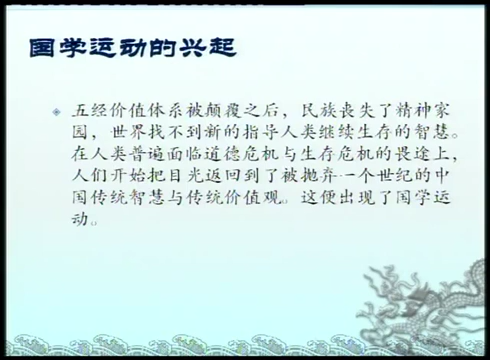 国学运动的兴起
五经价值体系被颠覆之后，民族丧失了精神家
园，世界找不到新的指导人类继续生存的智慧。
在人类普遍面临道德危机与生存危机的畏途上，
人们开始把目光返回到了被抛弃一个世纪的中
国传统智慧与传统价值观。这便出现了国学运
动。